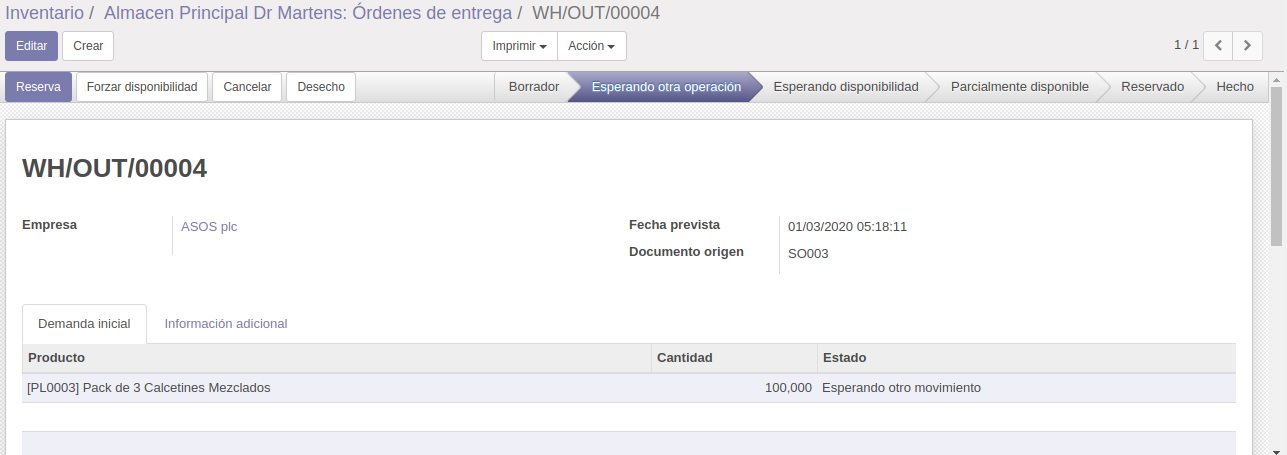 Inventario / Almacen Principal Dr Martens: Órdenes de entrega / WH/OUT/00004
Editar Crear Imprimir Acción 1 / 1
Reserva Forzar disponibilidad Cancelar Desecho Borrador Esperando otra operación Esperando disponibilidad Parcialmente disponible Reservado Hecho
WH/OUT/00004
Empresa ASOS plc Fecha prevista 01/03/2020 05:18:11
Documento origen SO003
Demanda inicial Información adicional
Producto Cantidad Estado
[PL0003] Pack de 3 Calcetines Mezclados 100,000 Esperando otro movimiento